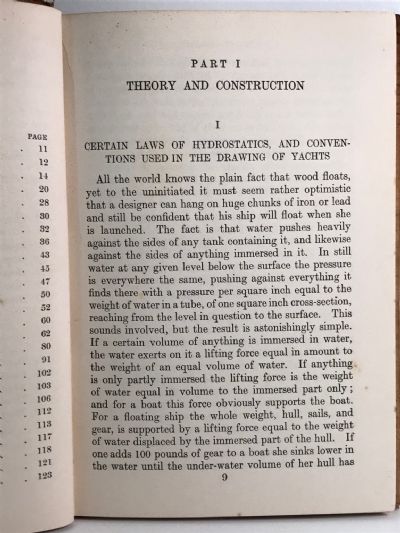 PAGE
. 11
. 12
. 14
. 20
. 28
. 30
. 32
. 36
. 43
. 45
. 47
. 50
. 52
. 60
. 62
. 80
. 91
. 102
. 103
. 106
. 112
. 113
. 117
. 118
. 121
. 123
PART I
THEORY AND CONSTRUCTION
I
CERTAIN LAWS OF HYDROSTATICS, AND CONVEN-
TIONS USED IN THE DRAWING OF YACHTS
All the world knows the plain fact that wood floats,
yet to the uninitiated it must seem rather optimistic
that a designer can hang on huge chunks of iron or lead
and still be confident that his ship will float when she
is launched. The fact is that water pushes heavily
against the sides of any tank containing it, and likewise
against the sides of anything immersed in it. In still
water at any given level below the surface the pressure
is everywhere the same, pushing against everything it
finds there with a pressure per square inch equal to the
weight of water in a tube, of one square inch cross-section,
reaching from the level in question to the surface. This
sounds involved, but the result is astonishingly simple.
If a certain volume of anything is immersed in water,
the water exerts on it a lifting force equal in amount to
the weight of an equal volume of water. If anything
is only partly immersed the lifting force is the weight
of water equal in volume to the immersed part only;
and for a boat this force obviously supports the boat.
For a floating ship the whole weight, hull, sails, and
gear, is supported by a lifting force equal to the weight
of water displaced by the immersed part of the hull. If
one adds 100 pounds of gear to a boat she sinks lower in
the water until the under-water volume of her hull has
9